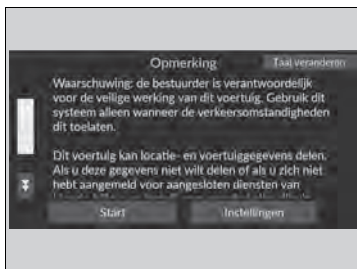 Opmerking
Taal veranderen
Waarschuwing: de bestuurder is verantwoordelijk
voor de veilige werking van dit voertuig. Gebruik dit
systeem alleen wanneer de verkeersomstandigheden
dit toelaten.
Dit voertuig kan locatie- en voertuiggegevens delen.
Als u deze gegevens niet wilt delen of als u zich niet
hebt aangemeld voor aangesloten diensten van
Start
Instellingen